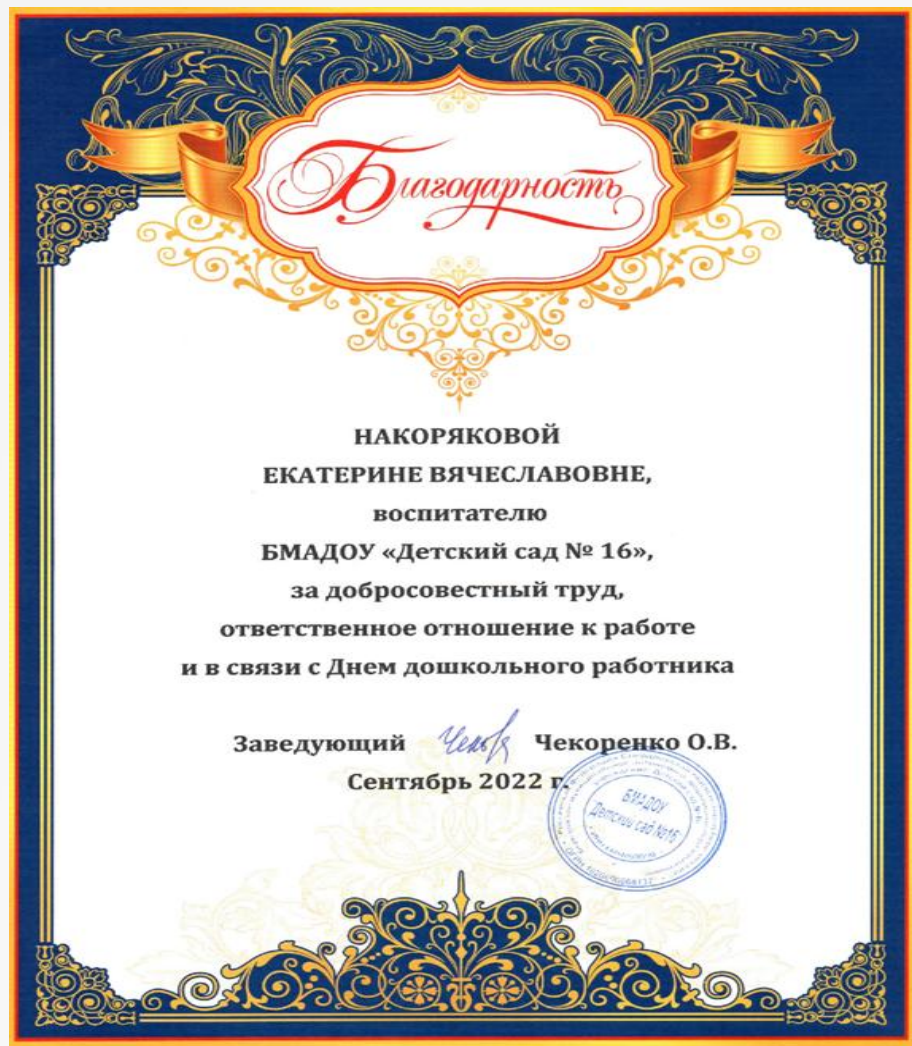 Благодарность
НАКОРЯКОВОЙ
ЕКАТЕРИНЕ ВЯЧЕСЛАВОВНЕ,
воспитателю
БМАДОУ «Детский сад № 16»,
за добросовестный труд,
ответственное отношение к работе
и в связи с Днем дошкольного работника
Заведующий Чекоренко О.В.
Сентябрь 2022 г.
БМАДОУ
Детский сад №16